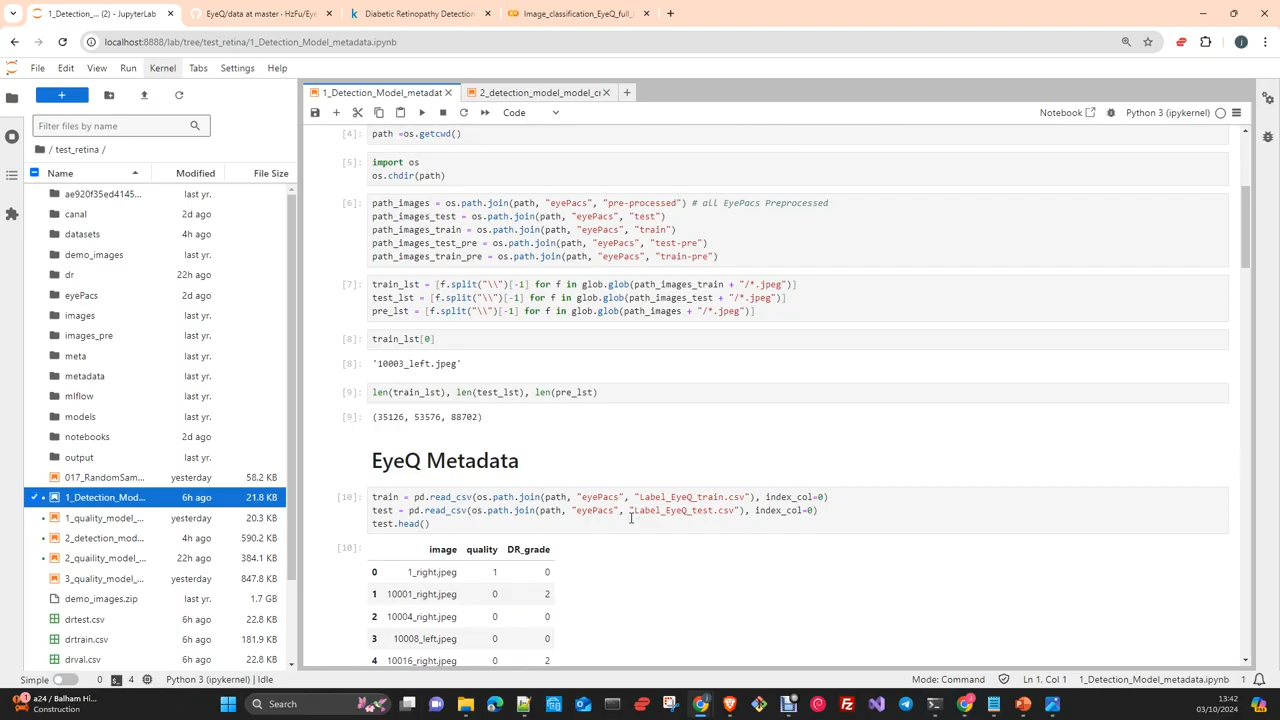 1_Detection_... (2) - JupyterLab
EyeQ/data at master · HzFu/Eye
Diabetic Retinopathy Detection
Image_classification_EyeQ_full_l
localhost:8888/lab/tree/test_retina/1_Detection_Model_metadata.ipynb
File Edit View Run Kernel Tabs Settings Help
1_Detection_Model_metadat
2_detection_model_model_cr
Filter files by name
Code
Notebook
Python 3 (ipykernel)
/ test_retina /
Name Modified File Size
ae920f35ed4145... last yr.
canal 2d ago
datasets 4h ago
demo_images last yr.
dr 22h ago
eyePacs 2d ago
images last yr.
images_pre last yr.
meta last yr.
metadata last yr.
mlflow last yr.
models last yr.
notebooks 2d ago
output last yr.
017_RandomSam... yesterday 58.2 KB
1_Detection_Mod... 6h ago 21.8 KB
1_quality_model_... yesterday 20.3 KB
2_detection_mod... 4h ago 590.2 KB
2_quaility_model_... 22h ago 384.1 KB
3_quality_model_... yesterday 847.8 KB
demo_images.zip last yr. 1.7 GB
drtest.csv 6h ago 22.8 KB
drtrain.csv 6h ago 181.9 KB
drval.csv 6h ago 22.8 KB
[4]: path =os.getcwd()
[5]: import os
os.chdir(path)
[6]: path_images = os.path.join(path, "eyePacs", "pre-processed") # all EyePacs Preprocessed
path_images_test = os.path.join(path, "eyePacs", "test")
path_images_train = os.path.join(path, "eyePacs", "train")
path_images_test_pre = os.path.join(path, "eyePacs", "test-pre")
path_images_train_pre = os.path.join(path, "eyePacs", "train-pre")
[7]: train_lst = [f.split("\\")[-1] for f in glob.glob(path_images_train + "/*.jpeg")]
test_lst = [f.split("\\")[-1] for f in glob.glob(path_images_test + "/*.jpeg")]
pre_lst = [f.split("\\")[-1] for f in glob.glob(path_images + "/*.jpeg")]
[8]: train_lst[0]
[8]: '10003_left.jpeg'
[9]: len(train_lst), len(test_lst), len(pre_lst)
[9]: (35126, 53576, 88702)
EyeQ Metadata
[10]: train = pd.read_csv(os.path.join(path, "eyePacs", "Label_EyeQ_train.csv"), index_col=0)
test = pd.read_csv(os.path.join(path, "eyePacs", "Label_EyeQ_test.csv"), index_col=0)
test.head()
[10]: image quality DR_grade
0 1_right.jpeg 1 0
1 10001_right.jpeg 0 2
2 10004_right.jpeg 0 0
3 10008_left.jpeg 0 0
4 10016_right.jpeg 0 2
Simple 0 4 Python 3 (ipykernel) | Idle
Mode: Command Ln 1, Col 1 1_Detection_Model_metadata.ipynb 1
a24 / Balham Hi...
Construction
Search
13:42
03/10/2024